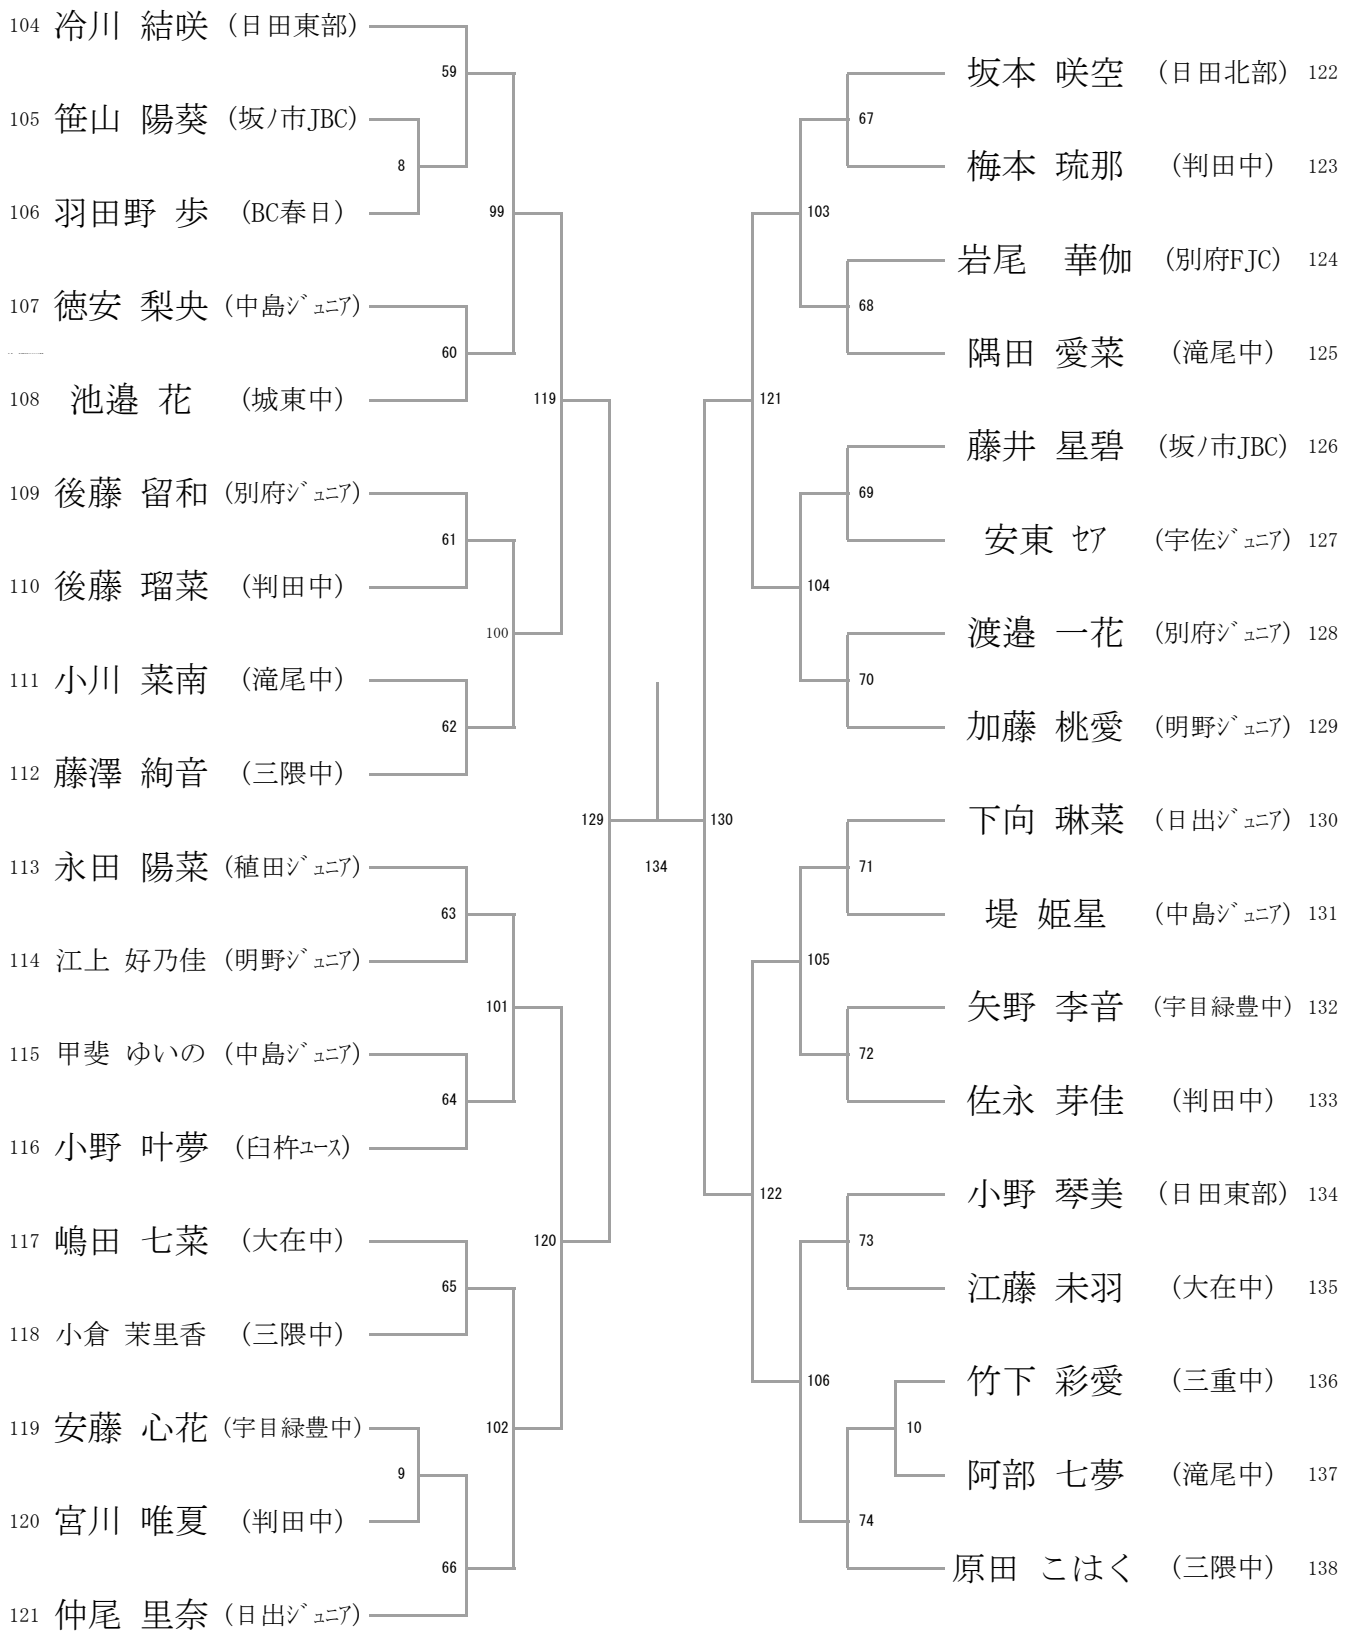 104 冷川 結咲 (日田東部)
59
105 笹山 陽葵 (坂ノ市JBC)
8
106 羽田野 歩 (BC春日)
99
107 徳安 梨央 (中島ジュニア)
60
108 池邉 花 (城東中)
119
109 後藤 留和 (別府ジュニア)
61
110 後藤 瑠菜 (判田中)
100
111 小川 菜南 (滝尾中)
62
112 藤澤 絢音 (三隈中)
129
113 永田 陽菜 (稙田ジュニア)
63
114 江上 好乃佳 (明野ジュニア)
101
115 甲斐 ゆいの (中島ジュニア)
64
116 小野 叶夢 (臼杵ユース)
120
117 嶋田 七菜 (大在中)
65
118 小倉 茉里香 (三隈中)
102
119 安藤 心花 (宇目緑豊中)
9
120 宮川 唯夏 (判田中)
66
121 仲尾 里奈 (日出ジュニア)
134
坂本 咲空 (日田北部) 122
67
梅本 琉那 (判田中) 123
103
岩尾 華伽 (別府FJC) 124
68
隅田 愛菜 (滝尾中) 125
121
藤井 星碧 (坂ノ市JBC) 126
69
安東 セア (宇佐ジュニア) 127
104
渡邉 一花 (別府ジュニア) 128
70
加藤 桃愛 (明野ジュニア) 129
130
下向 琳菜 (日出ジュニア) 130
71
堤 姫星 (中島ジュニア) 131
105
矢野 李音 (宇目緑豊中) 132
72
佐永 芽佳 (判田中) 133
122
小野 琴美 (日田東部) 134
73
江藤 未羽 (大在中) 135
106
竹下 彩愛 (三重中) 136
10
阿部 七夢 (滝尾中) 137
74
原田 こはく (三隈中) 138